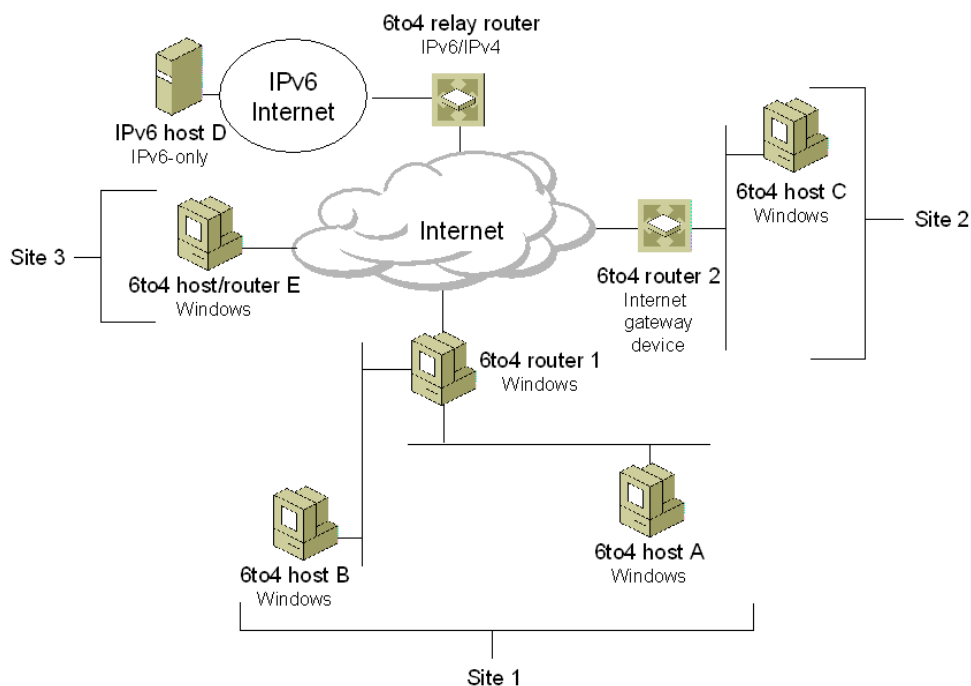 6to4 relay router
IPv6/IPv4
IPv6
Internet
IPv6 host D
IPv6-only
6to4 host C
Windows
Site 2
Internet
Site 3
6to4 host/router E
Windows
6to4 router 2
Internet
gateway
device
6to4 router 1
Windows
6to4 host B
Windows
6to4 host A
Windows
Site 1